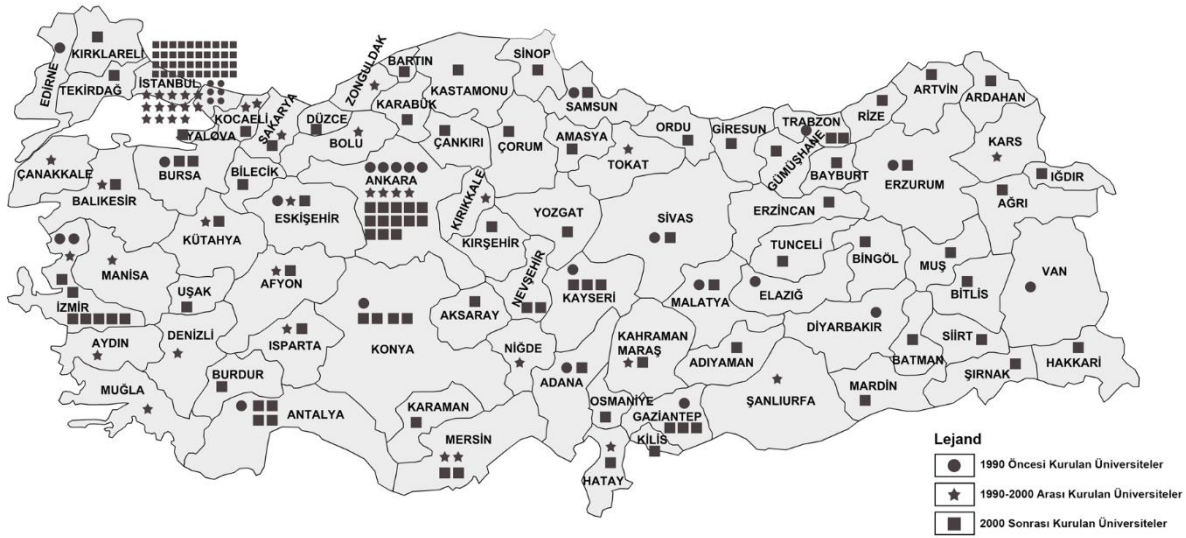 KIRKLARELİ
EDİRNE
TEKİRDAĞ
İSTANBUL
KOCAELİ
YALOVA
SAKARYA
DÜZCE
ZONGULDAK
BARTIN
KARABÜK
BOLU
KASTAMONU
SİNOP
ÇANKIRI
ÇORUM
SAMSUN
AMASYA
TOKAT
ORDU
GİRESUN
TRABZON
GÜMÜŞHANE
BAYBURT
RİZE
ARTVİN
ARDAHAN
KARS
IĞDIR
AĞRI
ERZURUM
ERZİNCAN
ÇANAKKALE
BALIKESİR
BURSA
BİLECİK
ESKİŞEHİR
KÜTAHYA
ANKARA
KIRIKKALE
KIRŞEHİR
YOZGAT
SİVAS
TUNCELİ
BİNGÖL
MUŞ
BİTLİS
VAN
MANİSA
İZMİR
UŞAK
AFYON
AYDIN
DENİZLİ
ISPARTA
BURDUR
MUĞLA
ANTALYA
KONYA
AKSARAY
NEVŞEHİR
NİĞDE
KAYSERİ
MALATYA
ELAZIĞ
DİYARBAKIR
BATMAN
SİİRT
ŞIRNAK
HAKKARİ
MARDİN
ŞANLIURFA
ADIYAMAN
KAHRAMAN
MARAŞ
ADANA
OSMANİYE
GAZİANTEP
KİLİS
HATAY
KARAMAN
MERSİN
Lejand
1990 Öncesi Kurulan Üniversiteler
1990-2000 Arası Kurulan Üniversiteler
2000 Sonrası Kurulan Üniversiteler